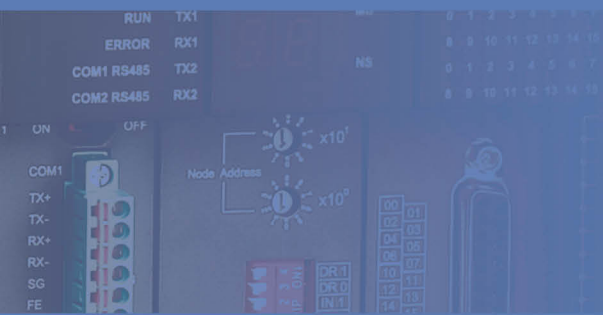 RUN TX1
ERROR RX1
COM1 RS485 TX2
COM2 RS485 RX2
NS
0 1 2 3 3 4 5 6 7
8 9 10 11 12 13 14 15
0 1 2 3 4 5 6 7
8 9 10 11 12 13 14 15
1 ON OFF
COM1
TX+
TX-
RX+
RX-
SG
FE
Node Address
x10¹
x10⁰
00 01
02 03
04 05
06 07
10 11
12 13
14 15
DR1
DR0
IN1
ON